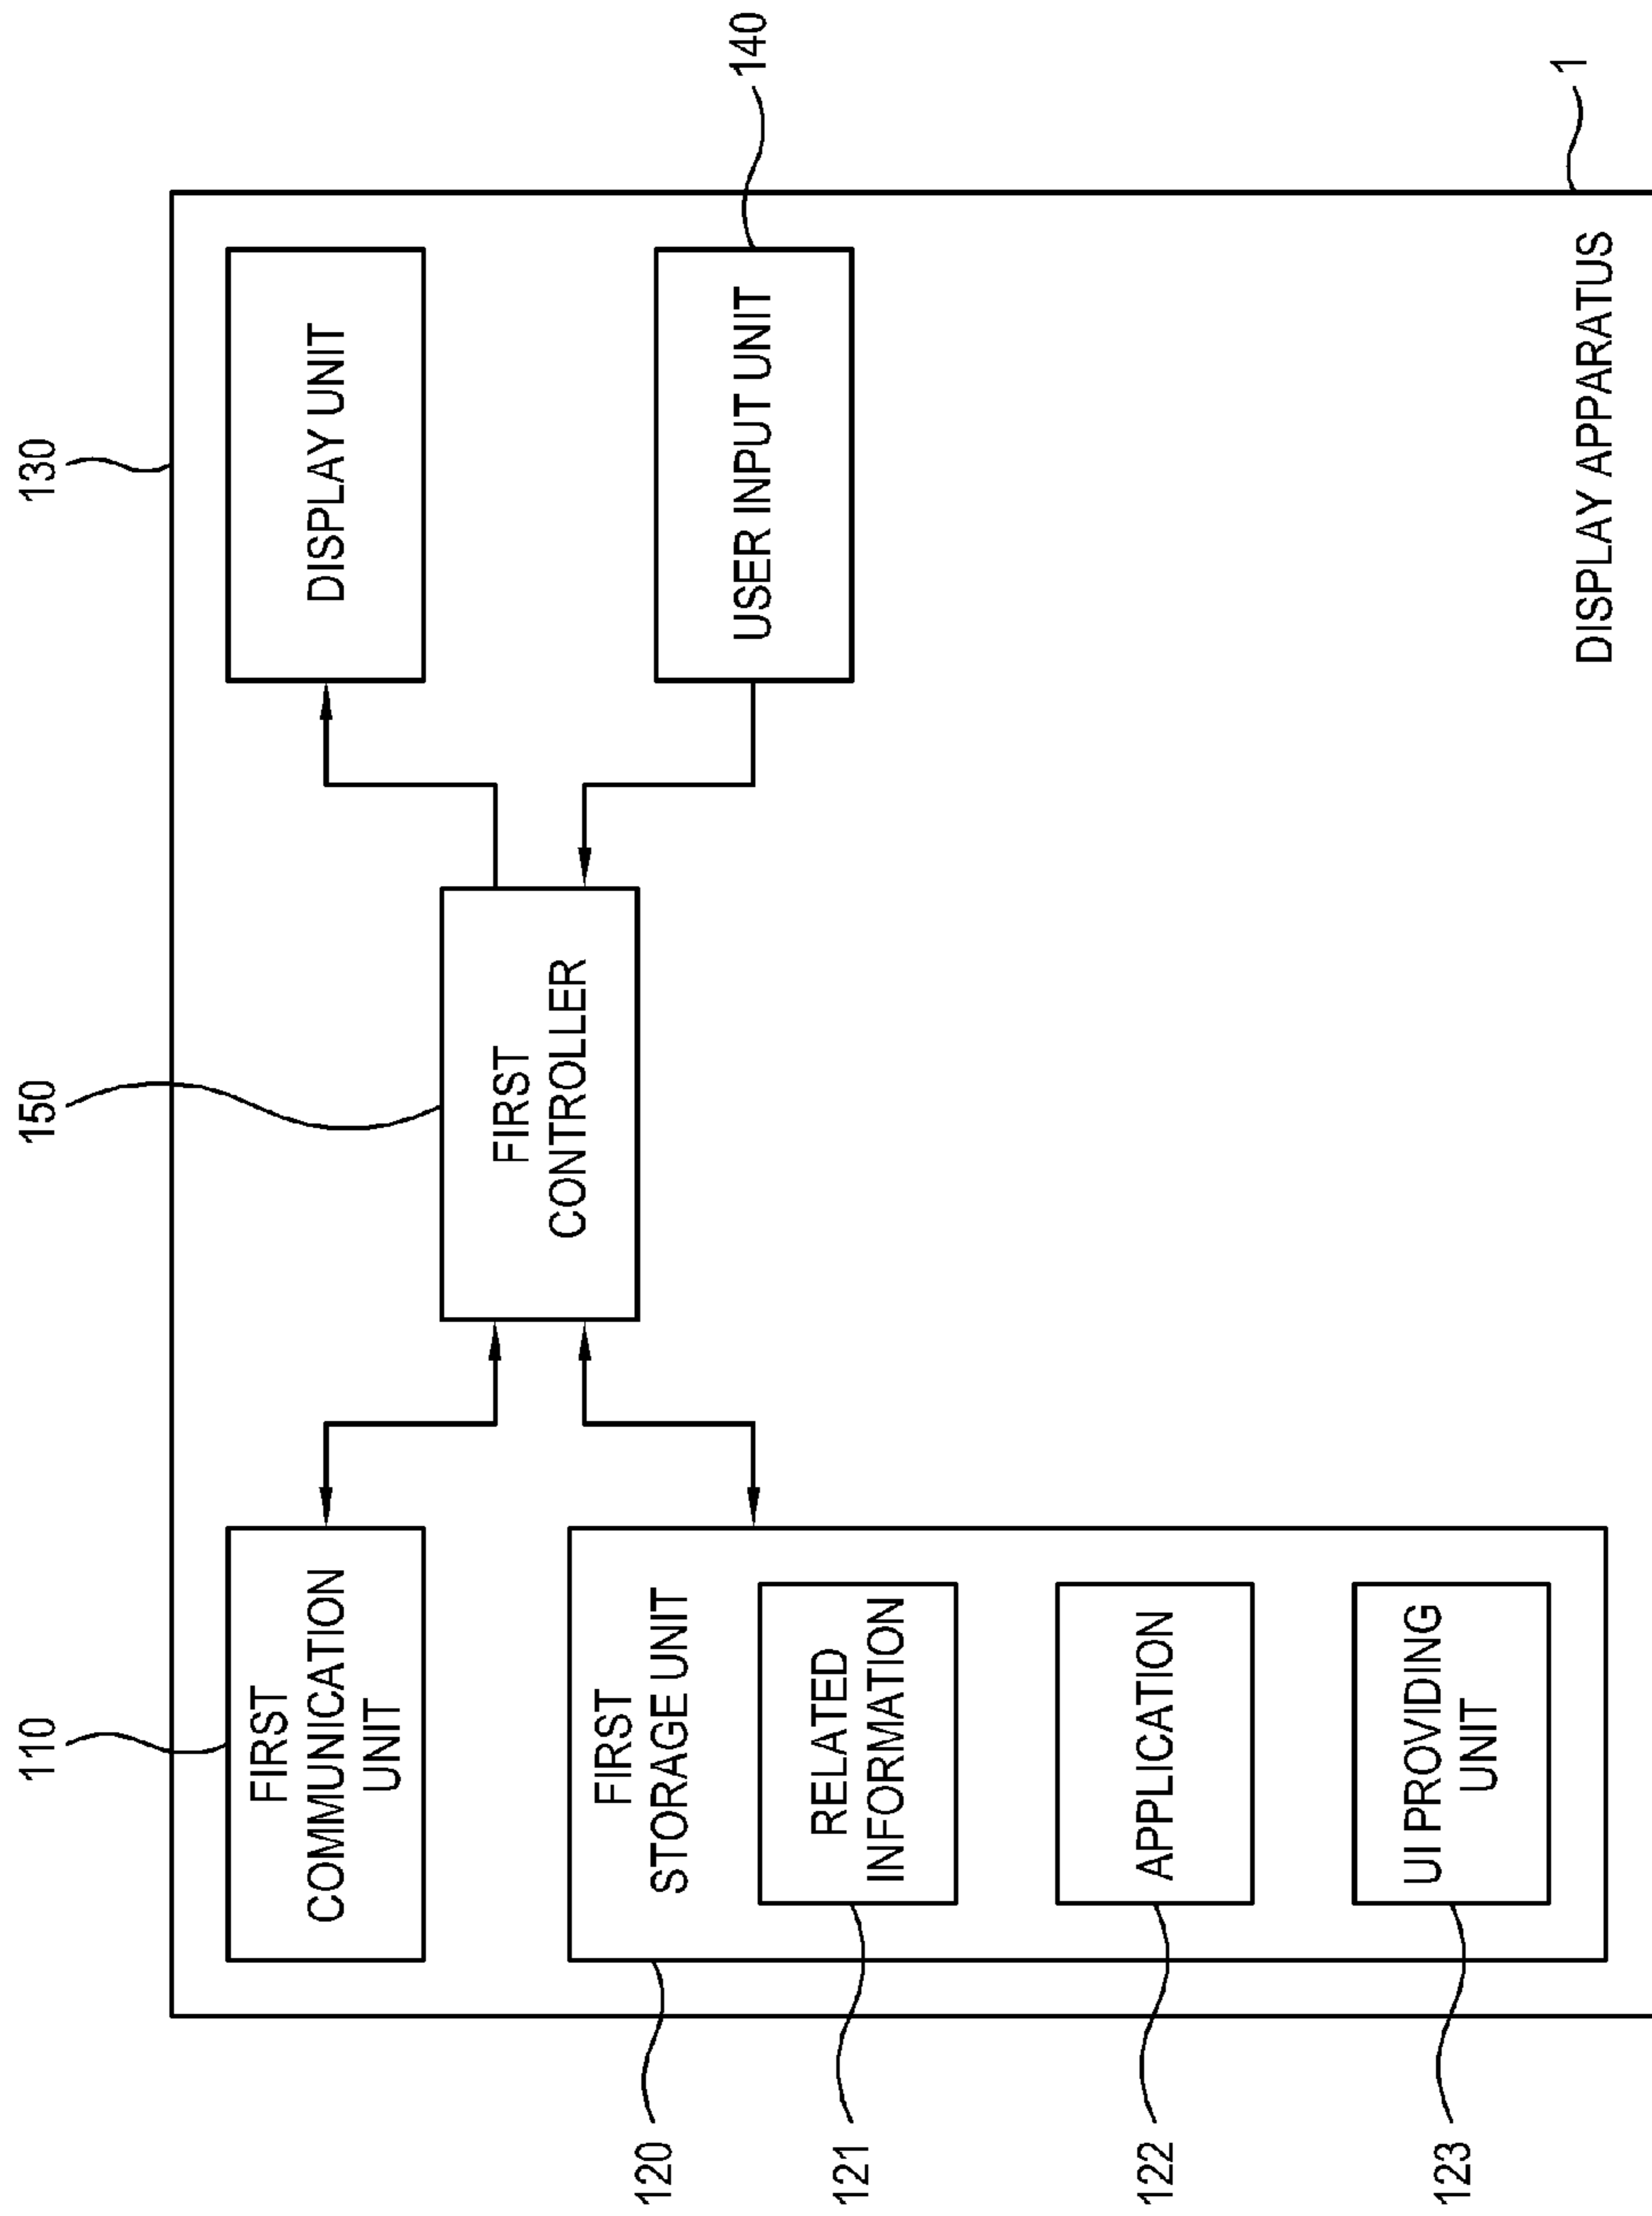 110
150
130
FIRST
COMMUNICATION
UNIT
DISPLAY UNIT
FIRST
CONTROLLER
120
FIRST
STORAGE UNIT
USER INPUT UNIT
140
121
RELATED
INFORMATION
122
APPLICATION
123
UI PROVIDING
UNIT
DISPLAY APPARATUS
1